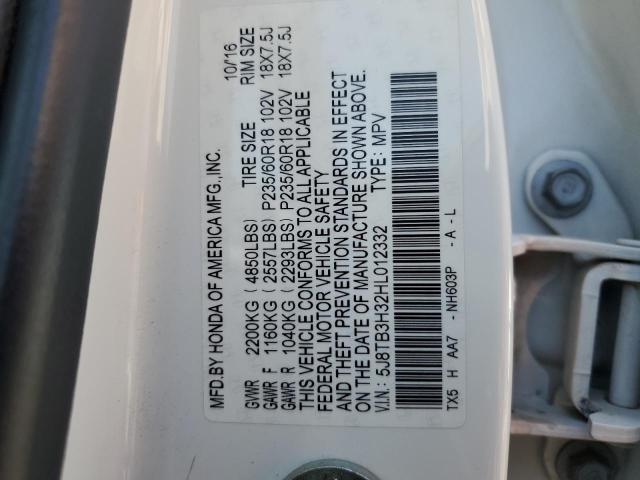 MFD. BY HONDA OF AMERICA MFG., INC. 10/'16
TIRE SIZE RIM SIZE
GVWR 2200KG ( 4850LBS)
GAWR F 1160KG ( 2557LBS) P235/60R18 102V 18X7.5J
GAWR R 1040KG ( 2293LBS) P235/60R18 102V 18X7.5J
THIS VEHICLE CONFORMS TO ALL APPLICABLE
FEDERAL MOTOR VEHICLE SAFETY
AND THEFT PREVENTION STANDARDS IN EFFECT
ON THE DATE OF MANUFACTURE SHOWN ABOVE.
V.I.N.: 5J8TB3H32HL012332 TYPE: MPV
TX5 H AA7 - NH603P - A - L